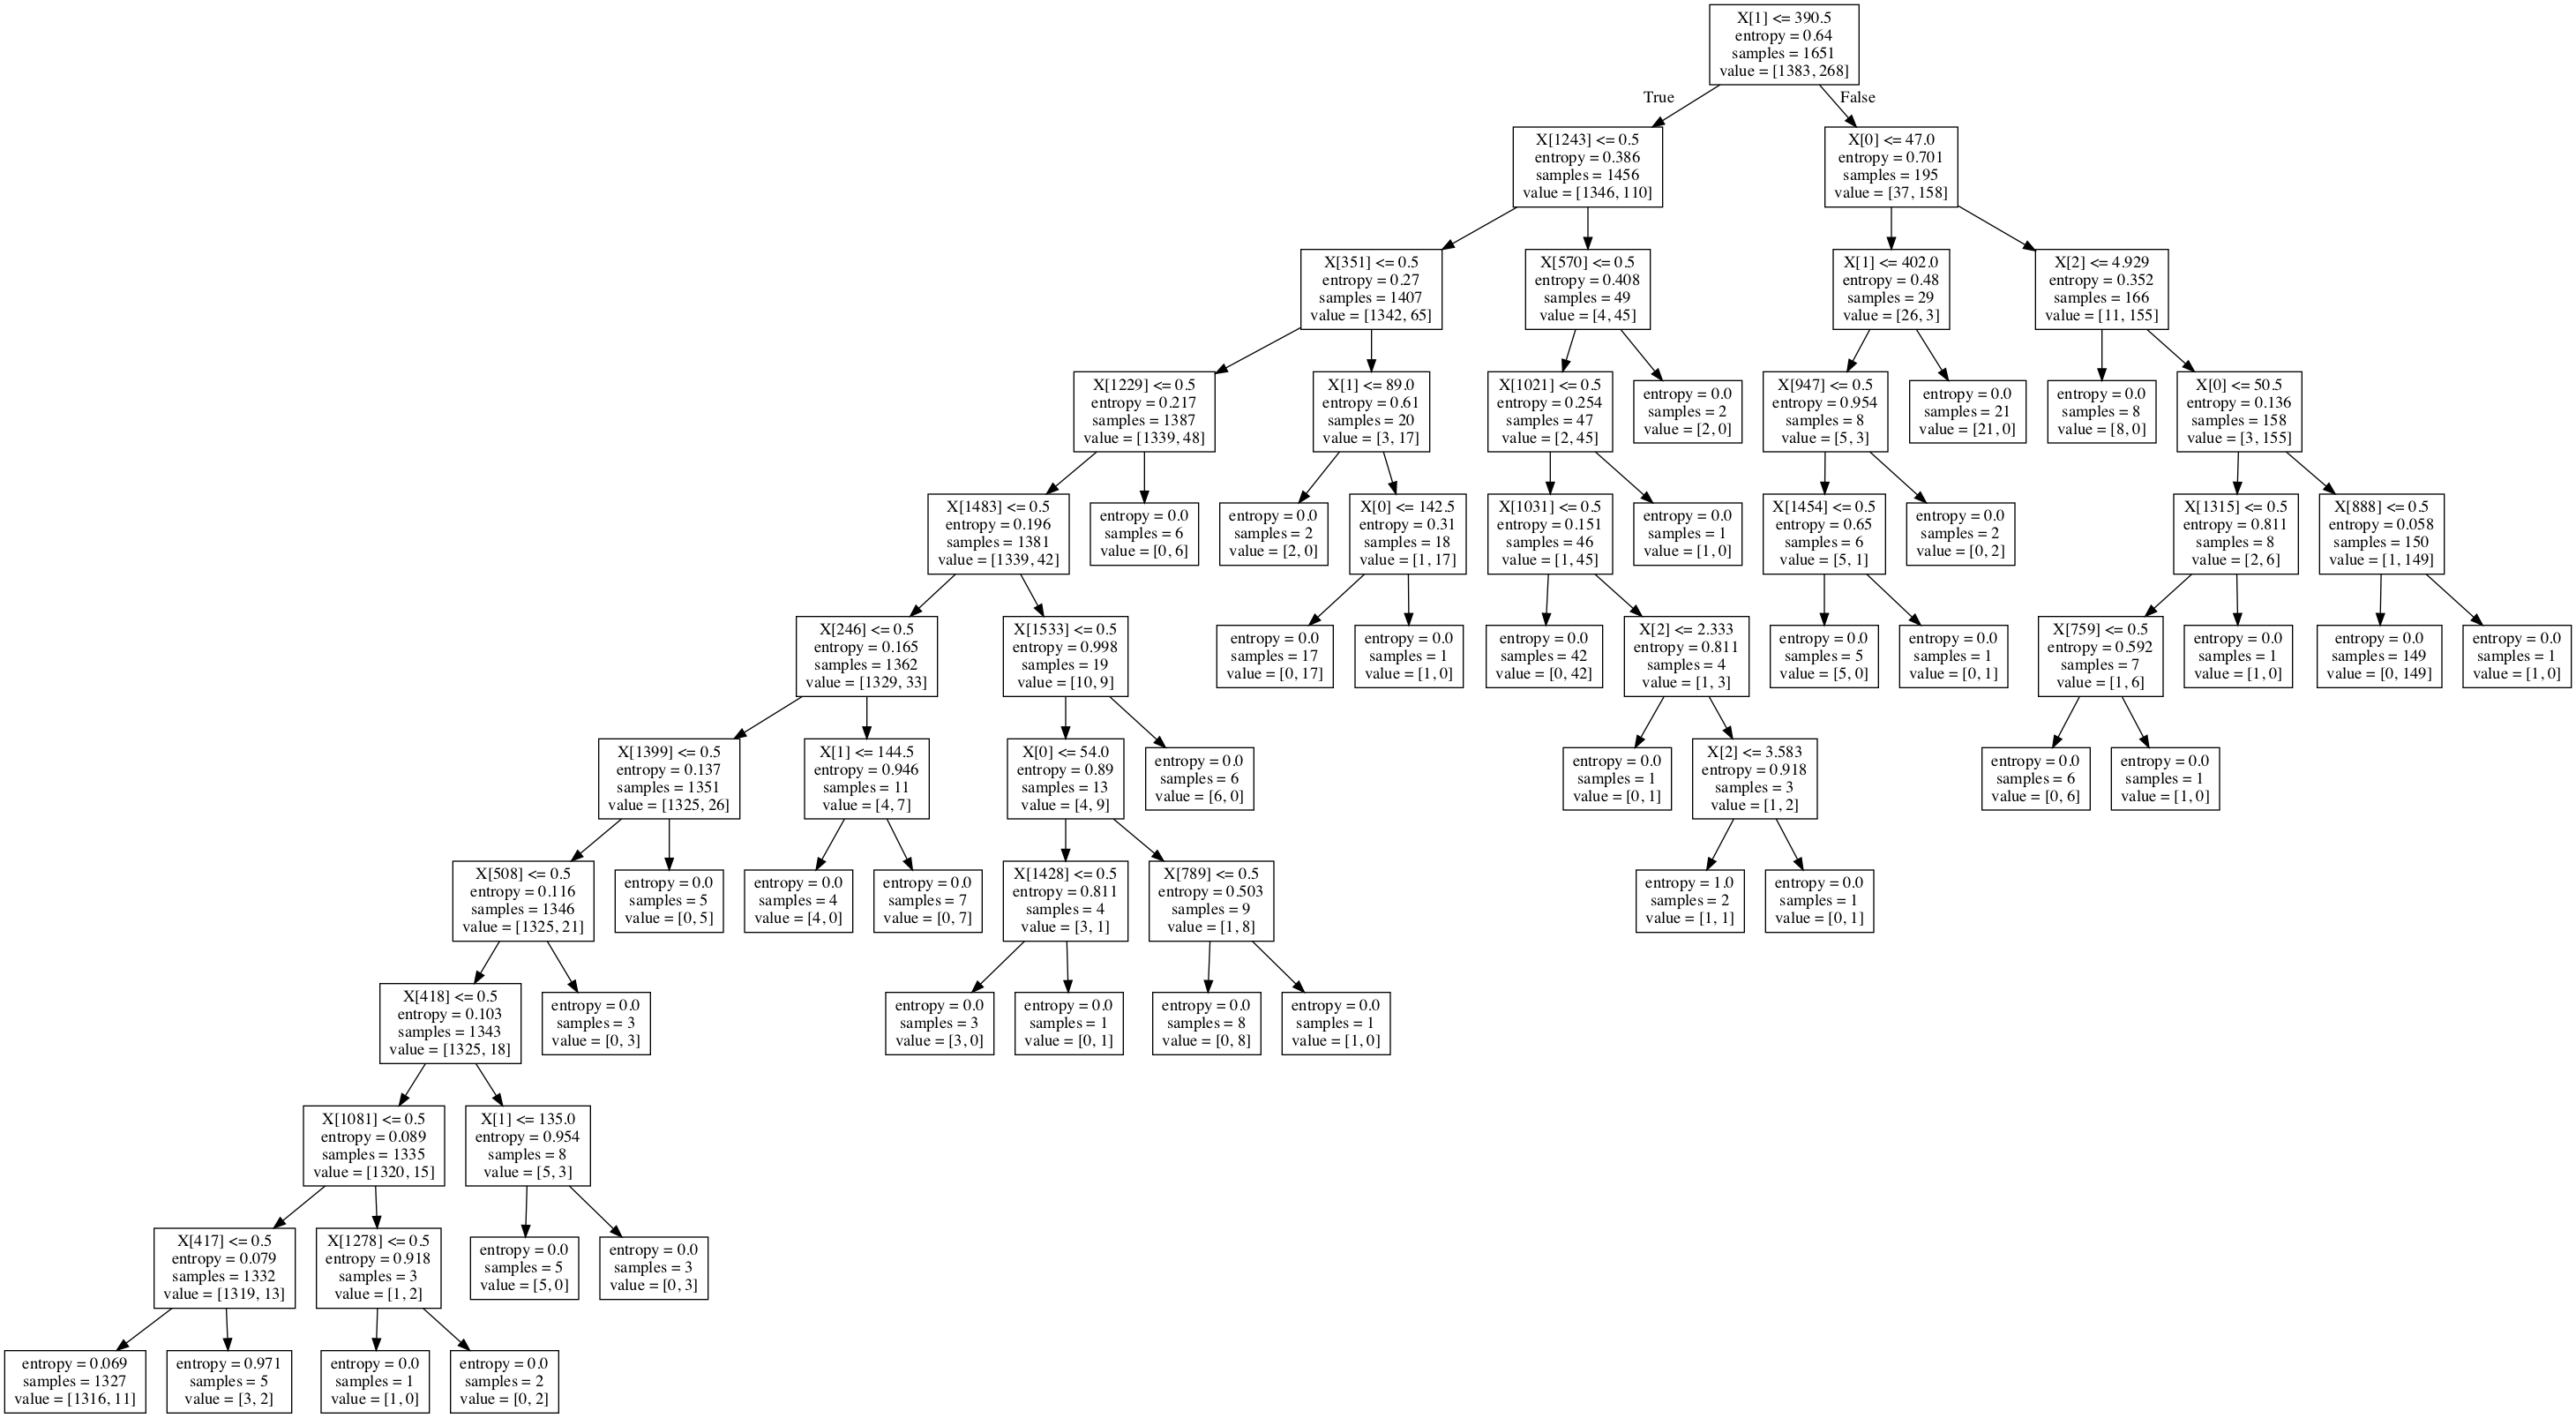 X[1] <= 390.5
entropy = 0.64
samples = 1651
value = [1383, 268]
True
False
X[1243] <= 0.5
entropy = 0.386
samples = 1456
value = [1346, 110]
X[0] <= 47.0
entropy = 0.701
samples = 195
value = [37, 158]
X[351] <= 0.5
entropy = 0.27
samples = 1407
value = [1342, 65]
X[570] <= 0.5
entropy = 0.408
samples = 49
value = [4, 45]
X[1] <= 402.0
entropy = 0.48
samples = 29
value = [26, 3]
X[2] <= 4.929
entropy = 0.352
samples = 166
value = [11, 155]
X[1229] <= 0.5
entropy = 0.217
samples = 1387
value = [1339, 48]
X[1] <= 89.0
entropy = 0.61
samples = 20
value = [3, 17]
X[1021] <= 0.5
entropy = 0.254
samples = 47
value = [2, 45]
entropy = 0.0
samples = 2
value = [2, 0]
X[947] <= 0.5
entropy = 0.954
samples = 8
value = [5, 3]
entropy = 0.0
samples = 21
value = [21, 0]
entropy = 0.0
samples = 8
value = [8, 0]
X[0] <= 50.5
entropy = 0.136
samples = 158
value = [3, 155]
X[1483] <= 0.5
entropy = 0.196
samples = 1381
value = [1339, 42]
entropy = 0.0
samples = 6
value = [0, 6]
entropy = 0.0
samples = 2
value = [2, 0]
X[0] <= 142.5
entropy = 0.31
samples = 18
value = [1, 17]
X[1031] <= 0.5
entropy = 0.151
samples = 46
value = [1, 45]
entropy = 0.0
samples = 1
value = [1, 0]
X[1454] <= 0.5
entropy = 0.65
samples = 6
value = [5, 1]
entropy = 0.0
samples = 2
value = [0, 2]
X[1315] <= 0.5
entropy = 0.811
samples = 8
value = [2, 6]
X[888] <= 0.5
entropy = 0.058
samples = 150
value = [1, 149]
X[246] <= 0.5
entropy = 0.165
samples = 1362
value = [1329, 33]
X[1533] <= 0.5
entropy = 0.998
samples = 19
value = [10, 9]
entropy = 0.0
samples = 17
value = [0, 17]
entropy = 0.0
samples = 1
value = [1, 0]
entropy = 0.0
samples = 42
value = [0, 42]
X[2] <= 2.333
entropy = 0.811
samples = 4
value = [1, 3]
entropy = 0.0
samples = 5
value = [5, 0]
entropy = 0.0
samples = 1
value = [0, 1]
X[759] <= 0.5
entropy = 0.592
samples = 7
value = [1, 6]
entropy = 0.0
samples = 1
value = [1, 0]
entropy = 0.0
samples = 149
value = [0, 149]
entropy = 0.0
samples = 1
value = [1, 0]
X[1399] <= 0.5
entropy = 0.137
samples = 1351
value = [1325, 26]
X[1] <= 144.5
entropy = 0.946
samples = 11
value = [4, 7]
X[0] <= 54.0
entropy = 0.89
samples = 13
value = [4, 9]
entropy = 0.0
samples = 6
value = [6, 0]
entropy = 0.0
samples = 1
value = [0, 1]
X[2] <= 3.583
entropy = 0.918
samples = 3
value = [1, 2]
entropy = 0.0
samples = 6
value = [0, 6]
entropy = 0.0
samples = 1
value = [1, 0]
X[508] <= 0.5
entropy = 0.116
samples = 1346
value = [1325, 21]
entropy = 0.0
samples = 5
value = [0, 5]
entropy = 0.0
samples = 4
value = [4, 0]
entropy = 0.0
samples = 7
value = [0, 7]
X[1428] <= 0.5
entropy = 0.811
samples = 4
value = [3, 1]
X[789] <= 0.5
entropy = 0.503
samples = 9
value = [1, 8]
entropy = 1.0
samples = 2
value = [1, 1]
entropy = 0.0
samples = 1
value = [0, 1]
X[418] <= 0.5
entropy = 0.103
samples = 1343
value = [1325, 18]
entropy = 0.0
samples = 3
value = [0, 3]
entropy = 0.0
samples = 3
value = [3, 0]
entropy = 0.0
samples = 1
value = [0, 1]
entropy = 0.0
samples = 8
value = [0, 8]
entropy = 0.0
samples = 1
value = [1, 0]
X[1081] <= 0.5
entropy = 0.089
samples = 1335
value = [1320, 15]
X[1] <= 135.0
entropy = 0.954
samples = 8
value = [5, 3]
X[417] <= 0.5
entropy = 0.079
samples = 1332
value = [1319, 13]
X[1278] <= 0.5
entropy = 0.918
samples = 3
value = [1, 2]
entropy = 0.0
samples = 5
value = [5, 0]
entropy = 0.0
samples = 3
value = [0, 3]
entropy = 0.069
samples = 1327
value = [1316, 11]
entropy = 0.971
samples = 5
value = [3, 2]
entropy = 0.0
samples = 1
value = [1, 0]
entropy = 0.0
samples = 2
value = [0, 2]